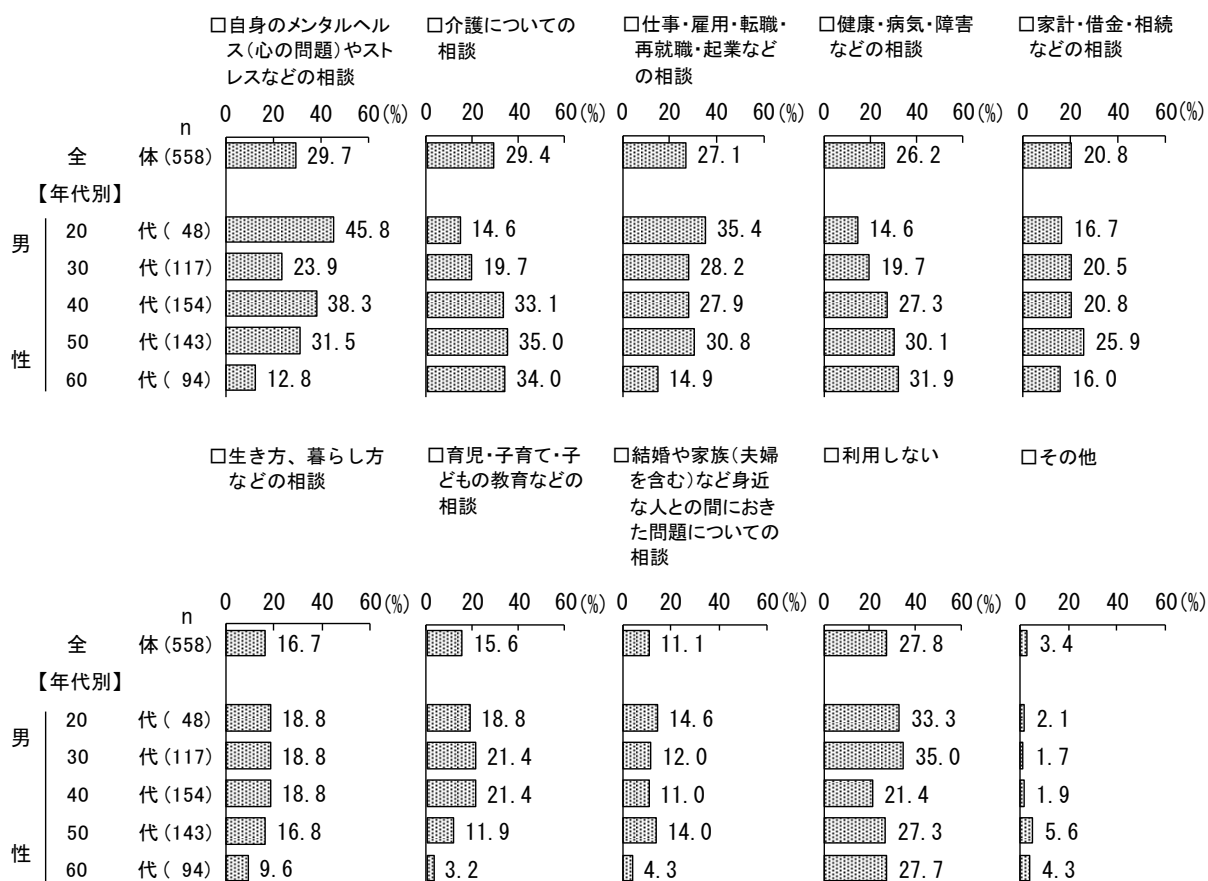 □自身のメンタルヘル
ス（心の問題）やスト
レスなどの相談
□介護についての
相談
□仕事・雇用・転職・
再就職・起業など
の相談
□健康・病気・障害
などの相談
□家計・借金・相続
などの相談
0 20 40 60(%) 0 20 40 60(%) 0 20 40 60(%) 0 20 40 60(%) 0 20 40 60(%)
n
全 体(558) 29.7 29.4 27.1 26.2 20.8
【年代別】
男
性
20 代( 48) 45.8 14.6 35.4 14.6 16.7
30 代(117) 23.9 19.7 28.2 19.7 20.5
40 代(154) 38.3 33.1 27.9 27.3 20.8
50 代(143) 31.5 35.0 30.8 30.1 25.9
60 代( 94) 12.8 34.0 14.9 31.9 16.0
□生き方、暮らし方
などの相談
□育児・子育て・子
どもの教育などの
相談
□結婚や家族（夫婦
を含む）など身近
な人との間におき
た問題についての
相談
□利用しない
□その他
0 20 40 60(%) 0 20 40 60(%) 0 20 40 60(%) 0 20 40 60(%) 0 20 40 60(%)
n
全 体(558) 16.7 15.6 11.1 27.8 3.4
【年代別】
男
性
20 代( 48) 18.8 18.8 14.6 33.3 2.1
30 代(117) 18.8 21.4 12.0 35.0 1.7
40 代(154) 18.8 21.4 11.0 21.4 1.9
50 代(143) 16.8 11.9 14.0 27.3 5.6
60 代( 94) 9.6 3.2 4.3 27.7 4.3